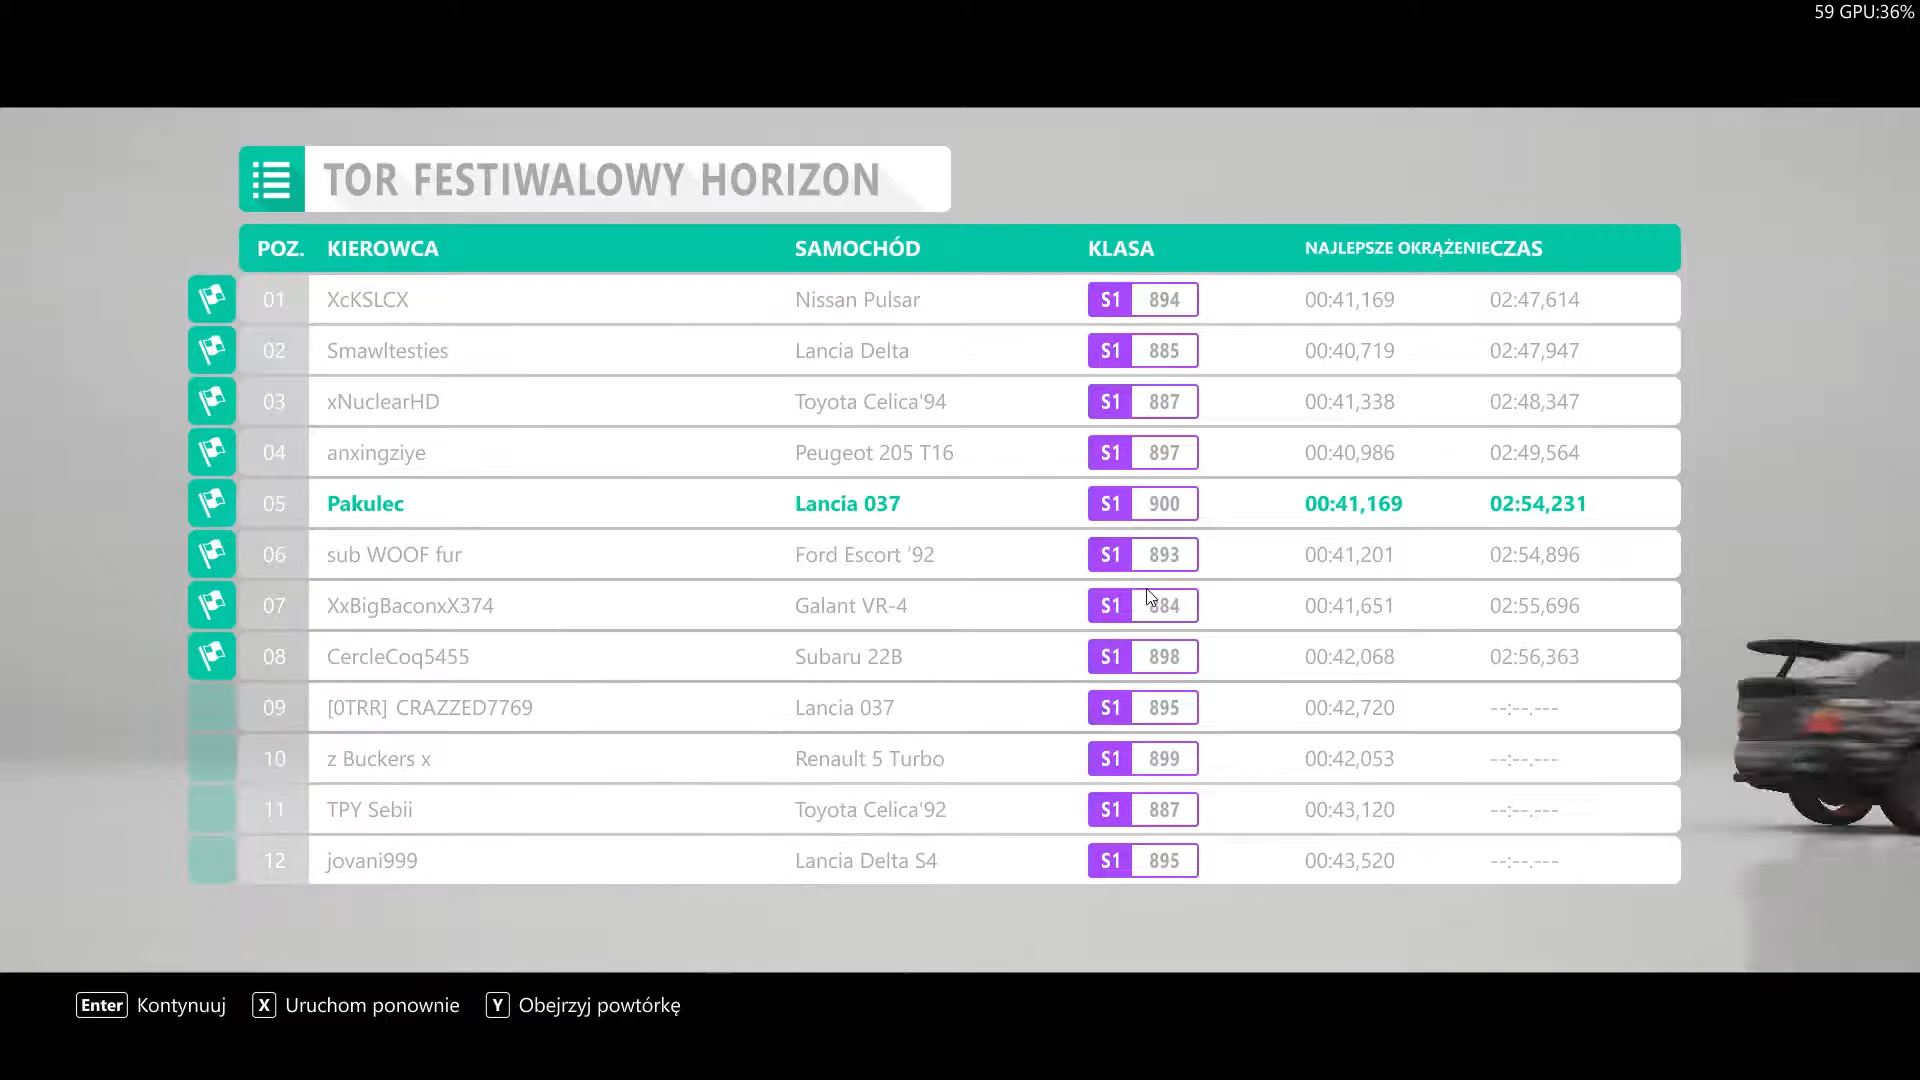 59 GPU:36%
TOR FESTIWALOWY HORIZON
POZ. KIEROWCA SAMOCHÓD KLASA NAJLEPSZE OKRĄŻENIE CZAS
01 XcKSLCX Nissan Pulsar S1 894 00:41,169 02:47,614
02 Smawltesties Lancia Delta S1 885 00:40,719 02:47,947
03 xNuclearHD Toyota Celica'94 S1 887 00:41,338 02:48,347
04 anxingziye Peugeot 205 T16 S1 897 00:40,986 02:49,564
05 Pakulec Lancia 037 S1 900 00:41,169 02:54,231
06 sub WOOF fur Ford Escort '92 S1 893 00:41,201 02:54,896
07 XxBigBaconxX374 Galant VR-4 S1 884 00:41,651 02:55,696
08 CercleCoq5455 Subaru 22B S1 898 00:42,068 02:56,363
09 [0TRR] CRAZZED7769 Lancia 037 S1 895 00:42,720 --:--.---
10 z Buckers x Renault 5 Turbo S1 899 00:42,053 --:--.---
11 TPY Sebii Toyota Celica'92 S1 887 00:43,120 --:--.---
12 jovani999 Lancia Delta S4 S1 895 00:43,520 --:--.---
Enter Kontynuuj X Uruchom ponownie Y Obejrzyj powtórkę